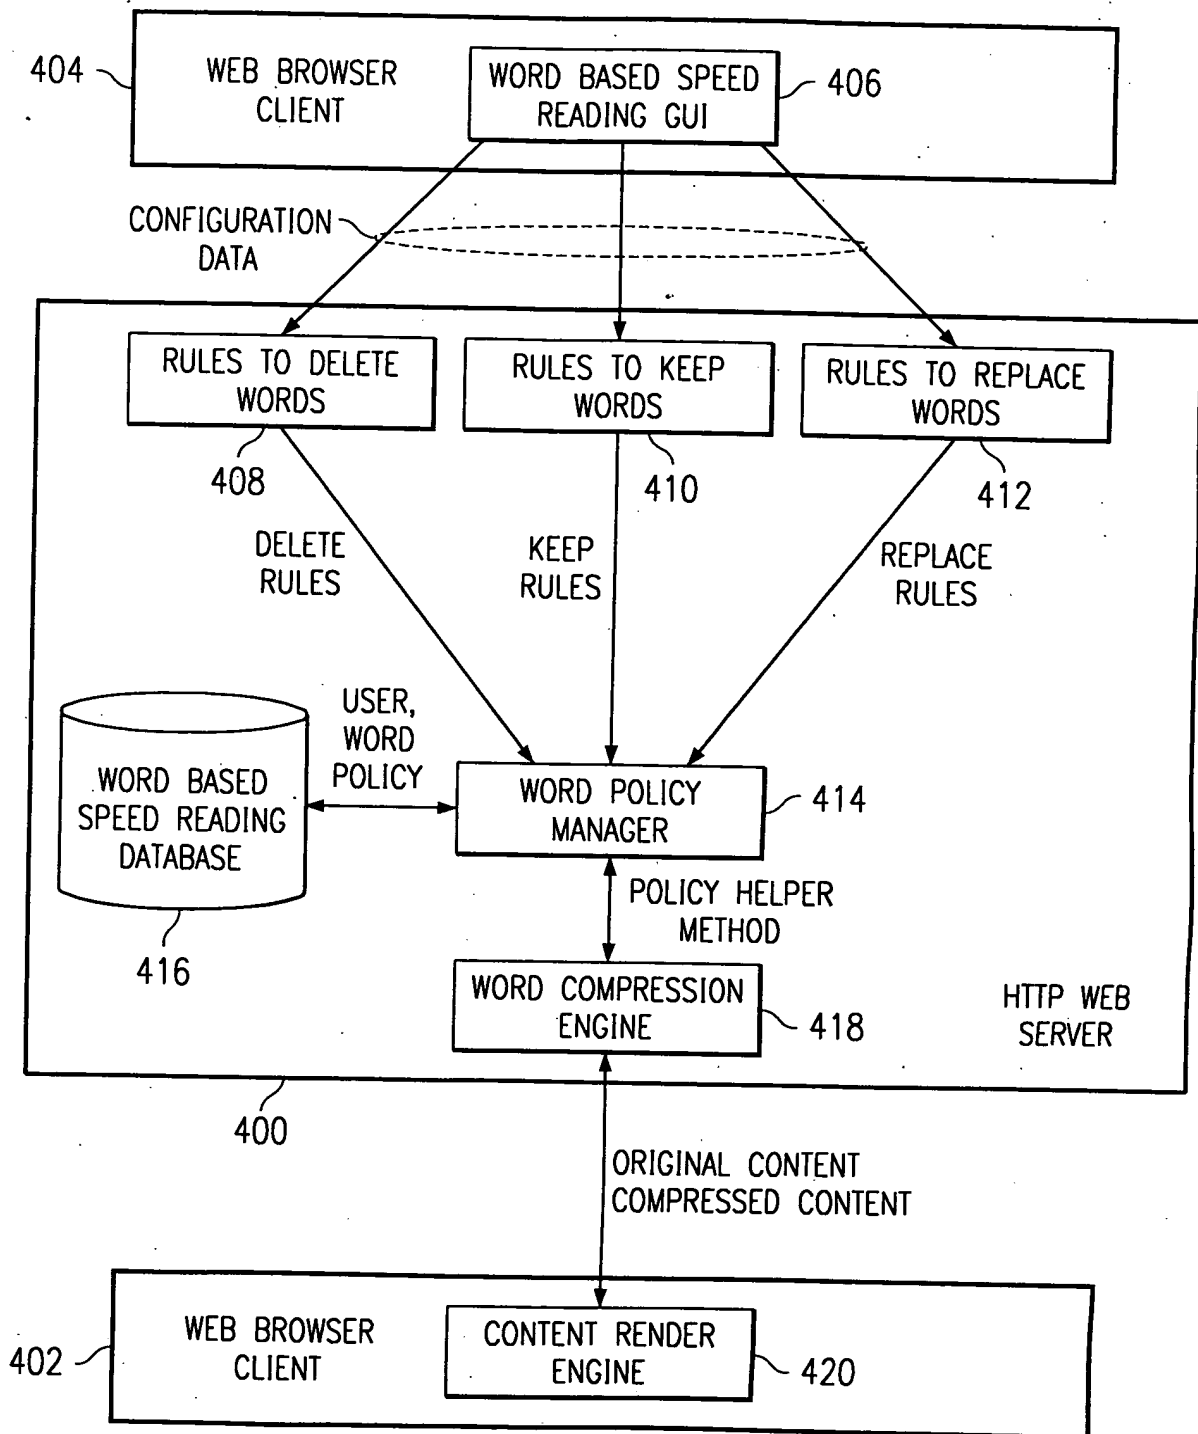 404
WEB BROWSER
CLIENT
WORD BASED SPEED
READING GUI
406
CONFIGURATION
DATA
RULES TO DELETE
WORDS
RULES TO KEEP
WORDS
RULES TO REPLACE
WORDS
408
410
412
DELETE
RULES
KEEP
RULES
REPLACE
RULES
USER,
WORD
POLICY
WORD BASED
SPEED READING
DATABASE
WORD POLICY
MANAGER
414
POLICY HELPER
METHOD
416
WORD COMPRESSION
ENGINE
418
HTTP WEB
SERVER
400
ORIGINAL CONTENT
COMPRESSED CONTENT
402
WEB BROWSER
CLIENT
CONTENT RENDER
ENGINE
420